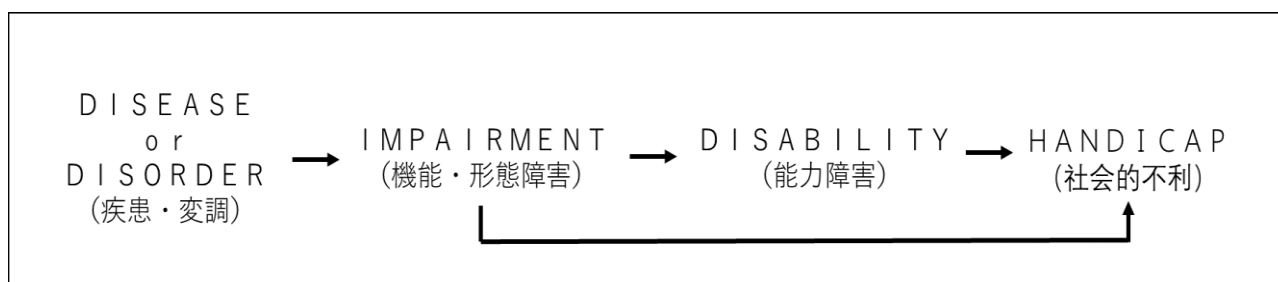 DISEASE
or
DISORDER
(疾患・変調)
IMPAIRMENT
(機能・形態障害)
DISABILITY
(能力障害)
HANDICAP
(社会的不利)